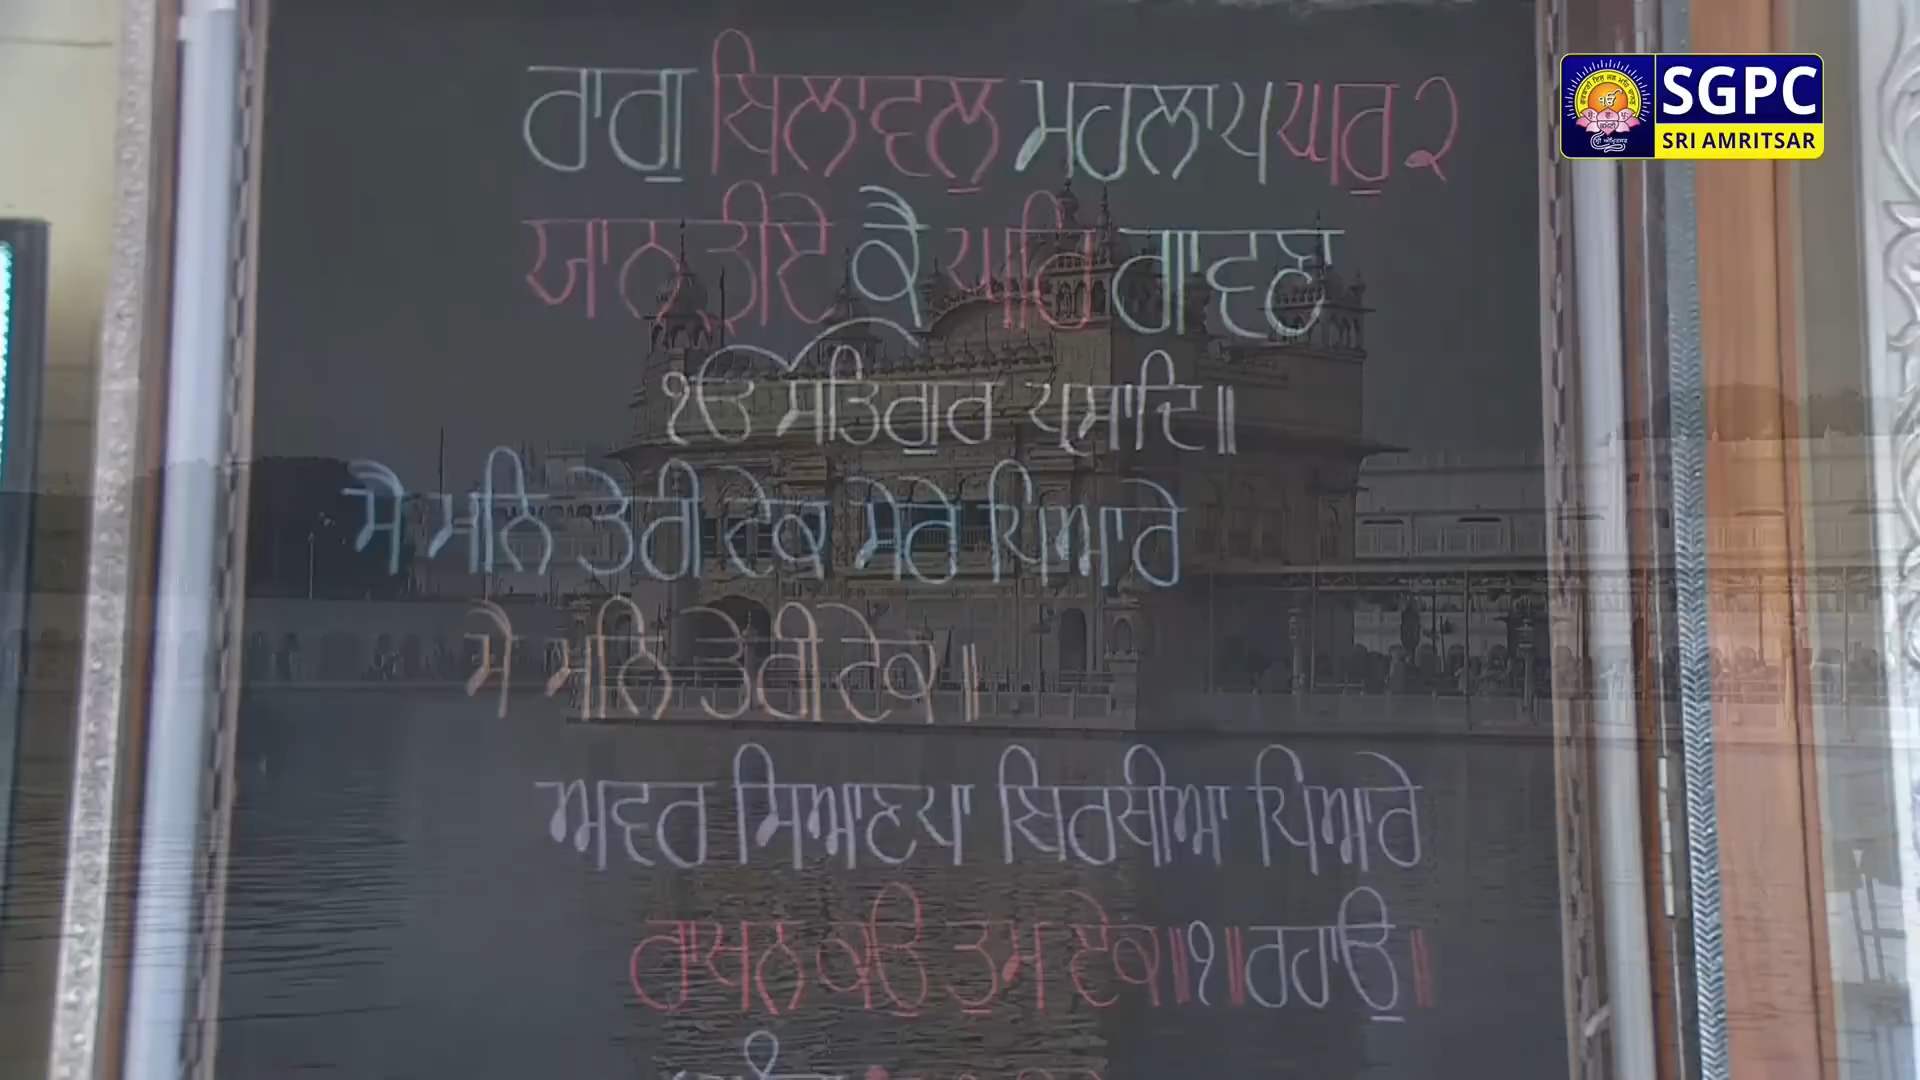 ਰਾਗੁ ਬਿਲਾਵਲੁ ਮਹਲਾ ੫ ਘਰੁ ੨
ਯਾਨੜੀਏ ਕੈ ਘਰਿ ਗਾਵਣਾ
ੴ ਸਤਿਗੁਰ ਪ੍ਰਸਾਦਿ॥
ਮੈ ਮਨਿ ਤੇਰੀ ਟੇਕ ਮੇਰੇ ਪਿਆਰੇ
ਮੈ ਮਨਿ ਤੇਰੀ ਟੇਕ॥
ਅਵਰ ਸਿਆਣਪਾ ਬਿਰਥੀਆ ਪਿਆਰੇ
ਰਾਖਨ ਕਉ ਤੁਮ ਏਕ॥੧॥ਰਹਾਉ॥
SGPC
SRI AMRITSAR